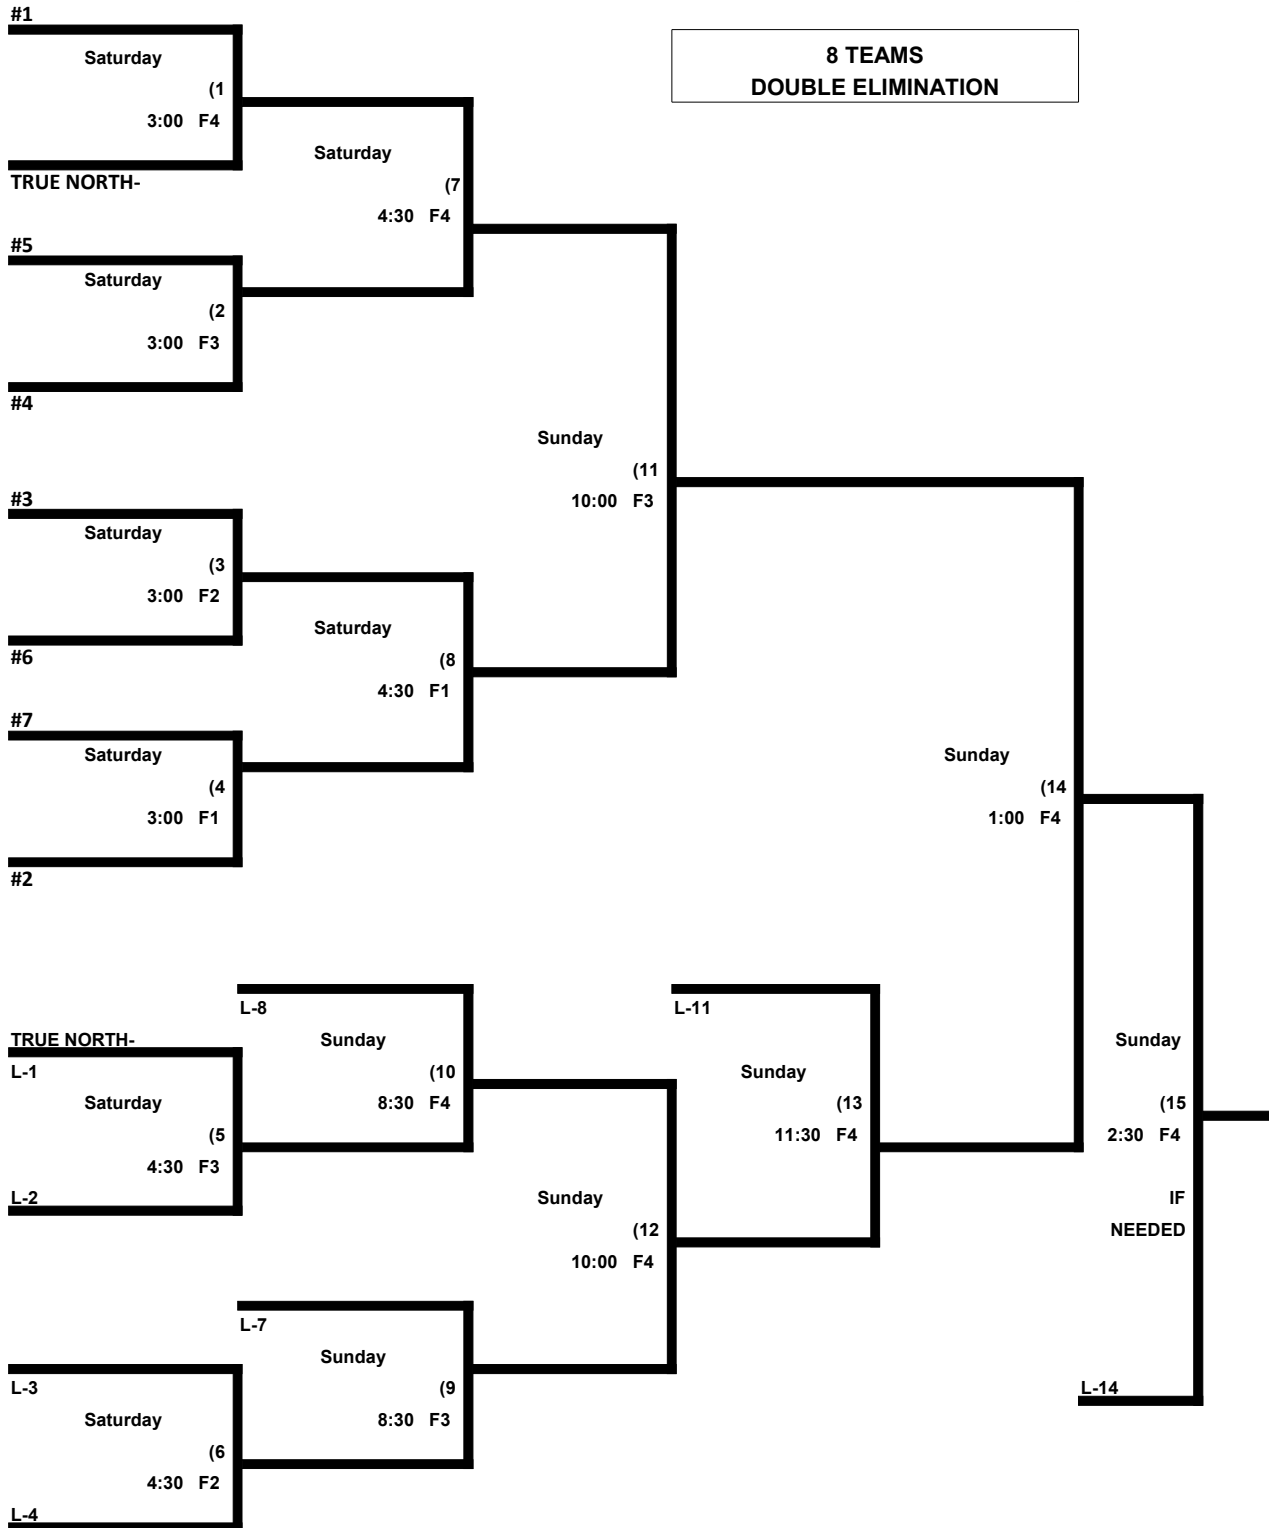 #1
Saturday
(1
3:00 F4
TRUE NORTH-
8 TEAMS
DOUBLE ELIMINATION
Saturday
(7
4:30 F4
#5
Saturday
(2
3:00 F3
#4
Sunday
(11
10:00 F3
#3
Saturday
(3
3:00 F2
#6
Saturday
(8
4:30 F1
#7
Saturday
(4
3:00 F1
#2
Sunday
(14
1:00 F4
L-8
Sunday
(10
8:30 F4
L-11
Sunday
(13
11:30 F4
Sunday
(15
2:30 F4
IF
NEEDED
TRUE NORTH-
L-1
Saturday
(5
4:30 F3
L-2
Sunday
(12
10:00 F4
L-7
Sunday
(9
8:30 F3
L-14
L-3
Saturday
(6
4:30 F2
L-4